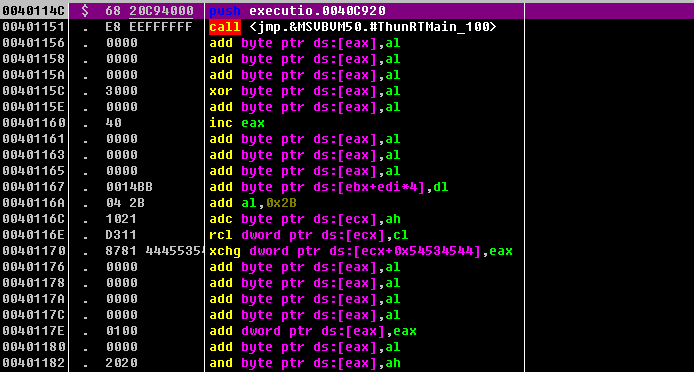 0040114C $ 68 20C94000 push executio.0040C920
00401151 . E8 EEFFFFFF call <jmp.&MSVBVM50.#ThunRTMain_100>
00401156 . 0000 add byte ptr ds:[eax],al
00401158 . 0000 add byte ptr ds:[eax],al
0040115A . 0000 add byte ptr ds:[eax],al
0040115C . 3000 xor byte ptr ds:[eax],al
0040115E . 0000 add byte ptr ds:[eax],al
00401160 . 40 inc eax
00401161 . 0000 add byte ptr ds:[eax],al
00401163 . 0000 add byte ptr ds:[eax],al
00401165 . 0000 add byte ptr ds:[eax],al
00401167 . 0014BB add byte ptr ds:[ebx+edi*4],dl
0040116A . 04 2B add al,0x2B
0040116C . 1021 adc byte ptr ds:[ecx],ah
0040116E . D311 rcl dword ptr ds:[ecx],cl
00401170 . 8781 44455354 xchg dword ptr ds:[ecx+0x54534544],eax
00401176 . 0000 add byte ptr ds:[eax],al
00401178 . 0000 add byte ptr ds:[eax],al
0040117A . 0000 add byte ptr ds:[eax],al
0040117C . 0000 add byte ptr ds:[eax],al
0040117E . 0100 add dword ptr ds:[eax],eax
00401180 . 0000 add byte ptr ds:[eax],al
00401182 . 2020 and byte ptr ds:[eax],ah